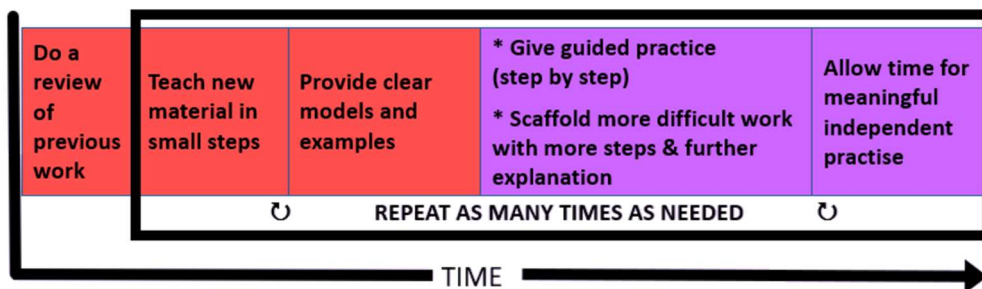 Do a
review
of
previous
work
Teach new
material in
small steps
Provide clear
models and
examples
* Give guided practice
(step by step)
* Scaffold more difficult work
with more steps & further
explanation
Allow time for
meaningful
independent
practise
↻ REPEAT AS MANY TIMES AS NEEDED ↻
TIME